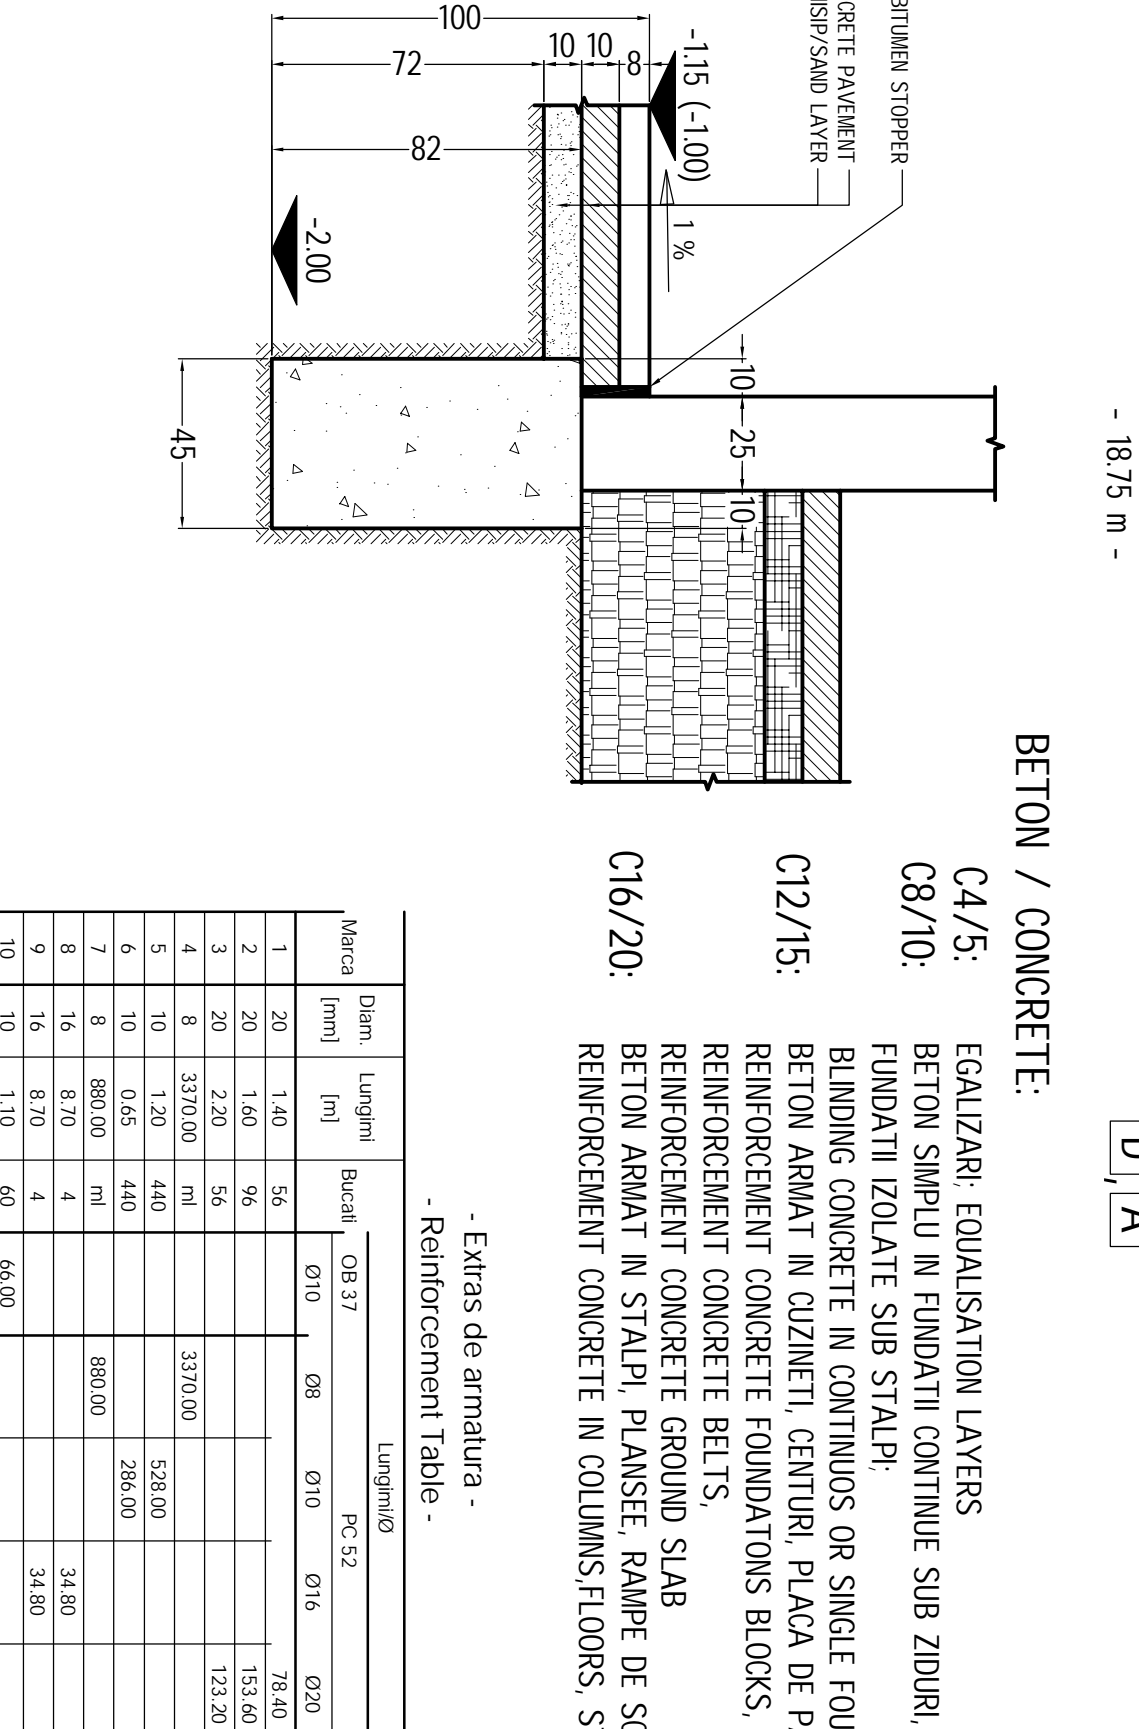 - 18.75 m -
D, A
BITUMEN STOPPER
CRETE PAVEMENT
ISIP/SAND LAYER
-1.15 (-1.00)
1 %
-2.00
100
72
10
10
8
82
10
25
10
45
BETON / CONCRETE:
C4/5: EGALIZARI; EQUALISATION LAYERS
C8/10: BETON SIMPLU IN FUNDATII CONTINUE SUB ZIDURI,
FUNDATII IZOLATE SUB STALPI;
BLINDING CONCRETE IN CONTINUOS OR SINGLE FOU
C12/15: BETON ARMAT IN CUZINETI, CENTURI, PLACA DE PA
REINFORCEMENT CONCRETE FOUNDATONS BLOCKS,
REINFORCEMENT CONCRETE BELTS,
REINFORCEMENT CONCRETE GROUND SLAB
C16/20: BETON ARMAT IN STALPI, PLANSEE, RAMPE DE SC
REINFORCEMENT CONCRETE IN COLUMNS,FLOORS, ST
- Extras de armatura -
- Reinforcement Table -
Marca Diam. [mm] Lungimi [m] Bucati Lungimi/Ø
OB 37 PC 52
Ø10 Ø8 Ø10 Ø16 Ø20
1 20 1.40 56 78.40
2 20 1.60 96 153.60
3 20 2.20 56 123.20
4 8 3370.00 ml 3370.00
5 10 1.20 440 528.00
6 10 0.65 440 286.00
7 8 880.00 ml 880.00
8 16 8.70 4 34.80
9 16 8.70 4 34.80
10 10 1.10 60 66.00